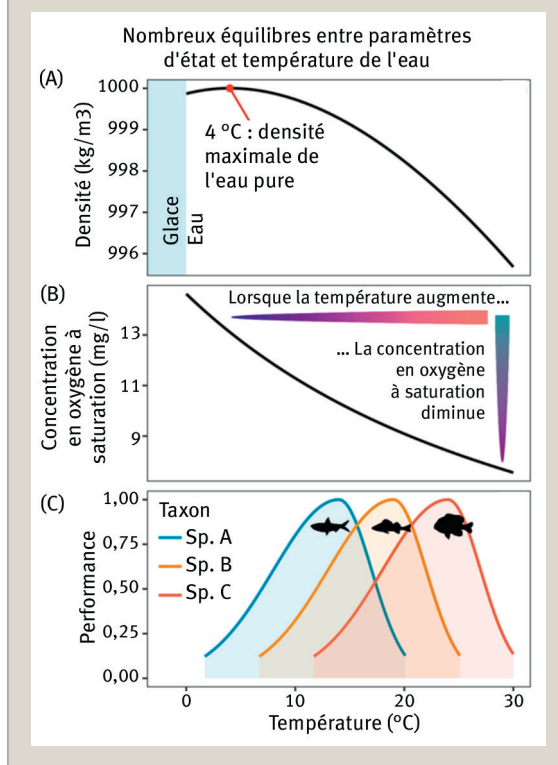 Nombreux équilibres entre paramètres
d'état et température de l'eau
(A)
Densité (kg/m3)
1000
999
998
997
996
4 °C : densité
maximale de
l'eau pure
Glace
Eau
(B)
Concentration
en oxygène à
saturation (mg/l)
13
11
9
Lorsque la température augmente...
... La concentration
en oxygène
à saturation
diminue
(C)
Performance
1,00
0,75
0,50
0,25
0,00
Taxon
Sp. A
Sp. B
Sp. C
0
10
20
30
Température (°C)